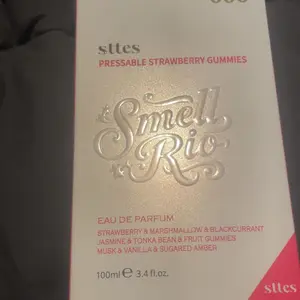 sttes
PRESSABLE STRAWBERRY GUMMIES
Smell
Rio
EAU DE PARFUM
STRAWBERRY & MARSHMALLOW & BLACKCURRANT
JASMINE & TONKA BEAN & FRUIT GUMMIES
MUSK & VANILLA & SUGARED AMBER
100ml e 3.4 fl.oz.
sttes